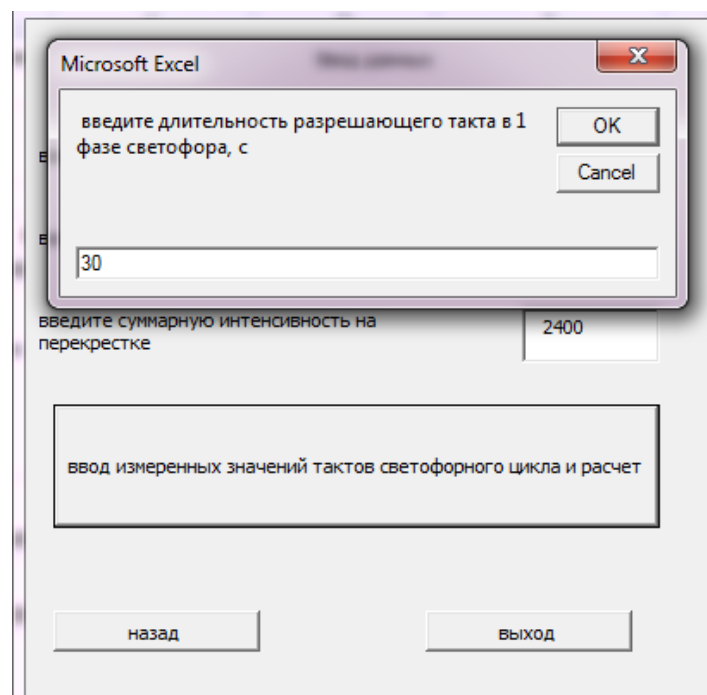 Microsoft Excel
введите длительность разрешающего такта в 1
фазе светофора, с
OK
Cancel
30
введите суммарную интенсивность на
перекрестке
2400
ввод измеренных значений тактов светофорного цикла и расчет
назад
выход